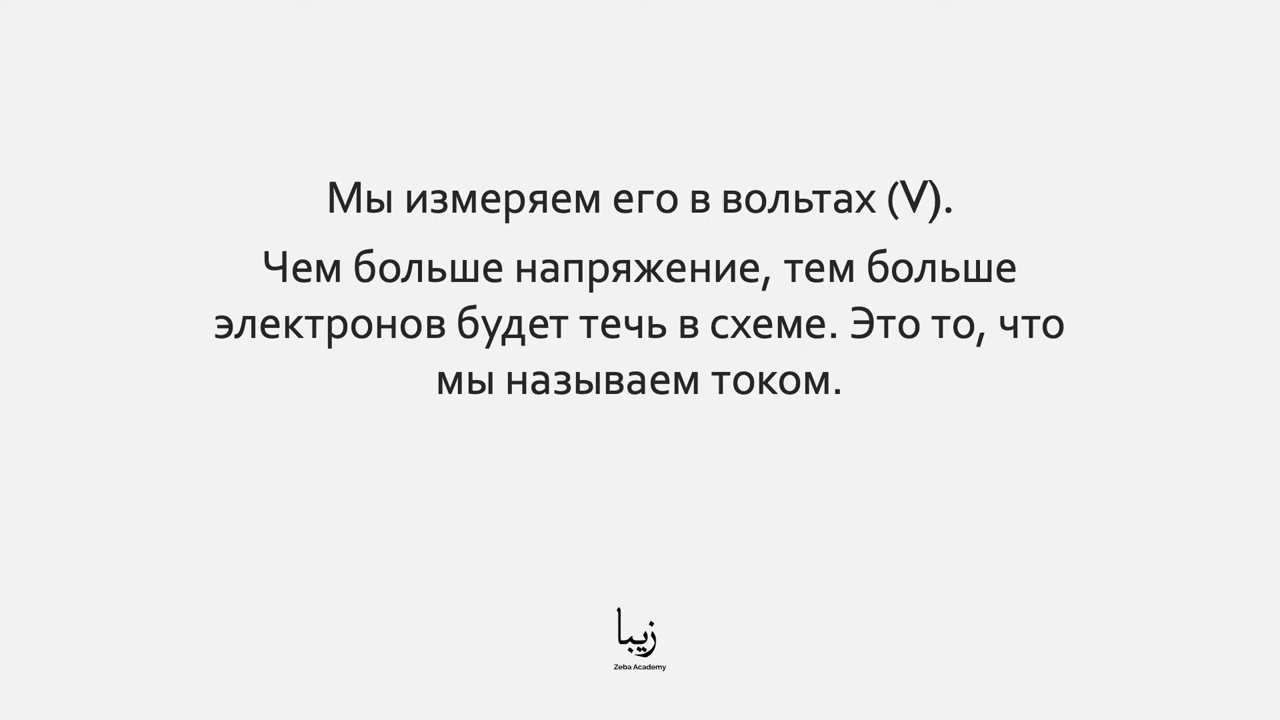 Мы измеряем его в вольтах (V).
Чем больше напряжение, тем больше
электронов будет течь в схеме. Это то, что
мы называем током.
زيبا
Zeba Academy